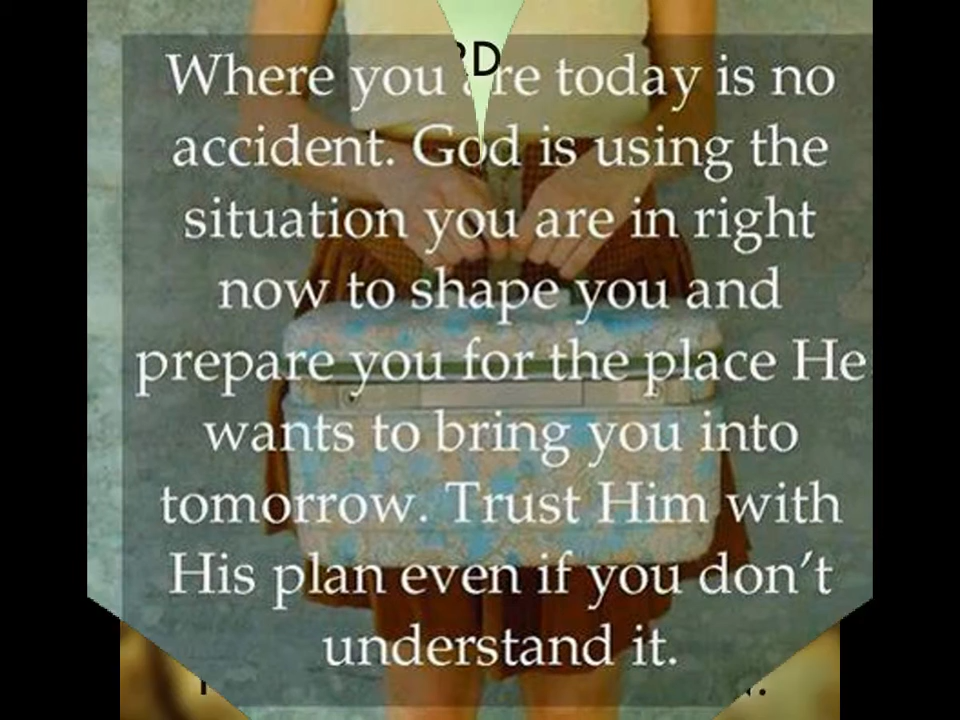 RD
Where you are today is no
accident. God is using the
situation you are in right
now to shape you and
prepare you for the place He
wants to bring you into
tomorrow. Trust Him with
His plan even if you don't
understand it.